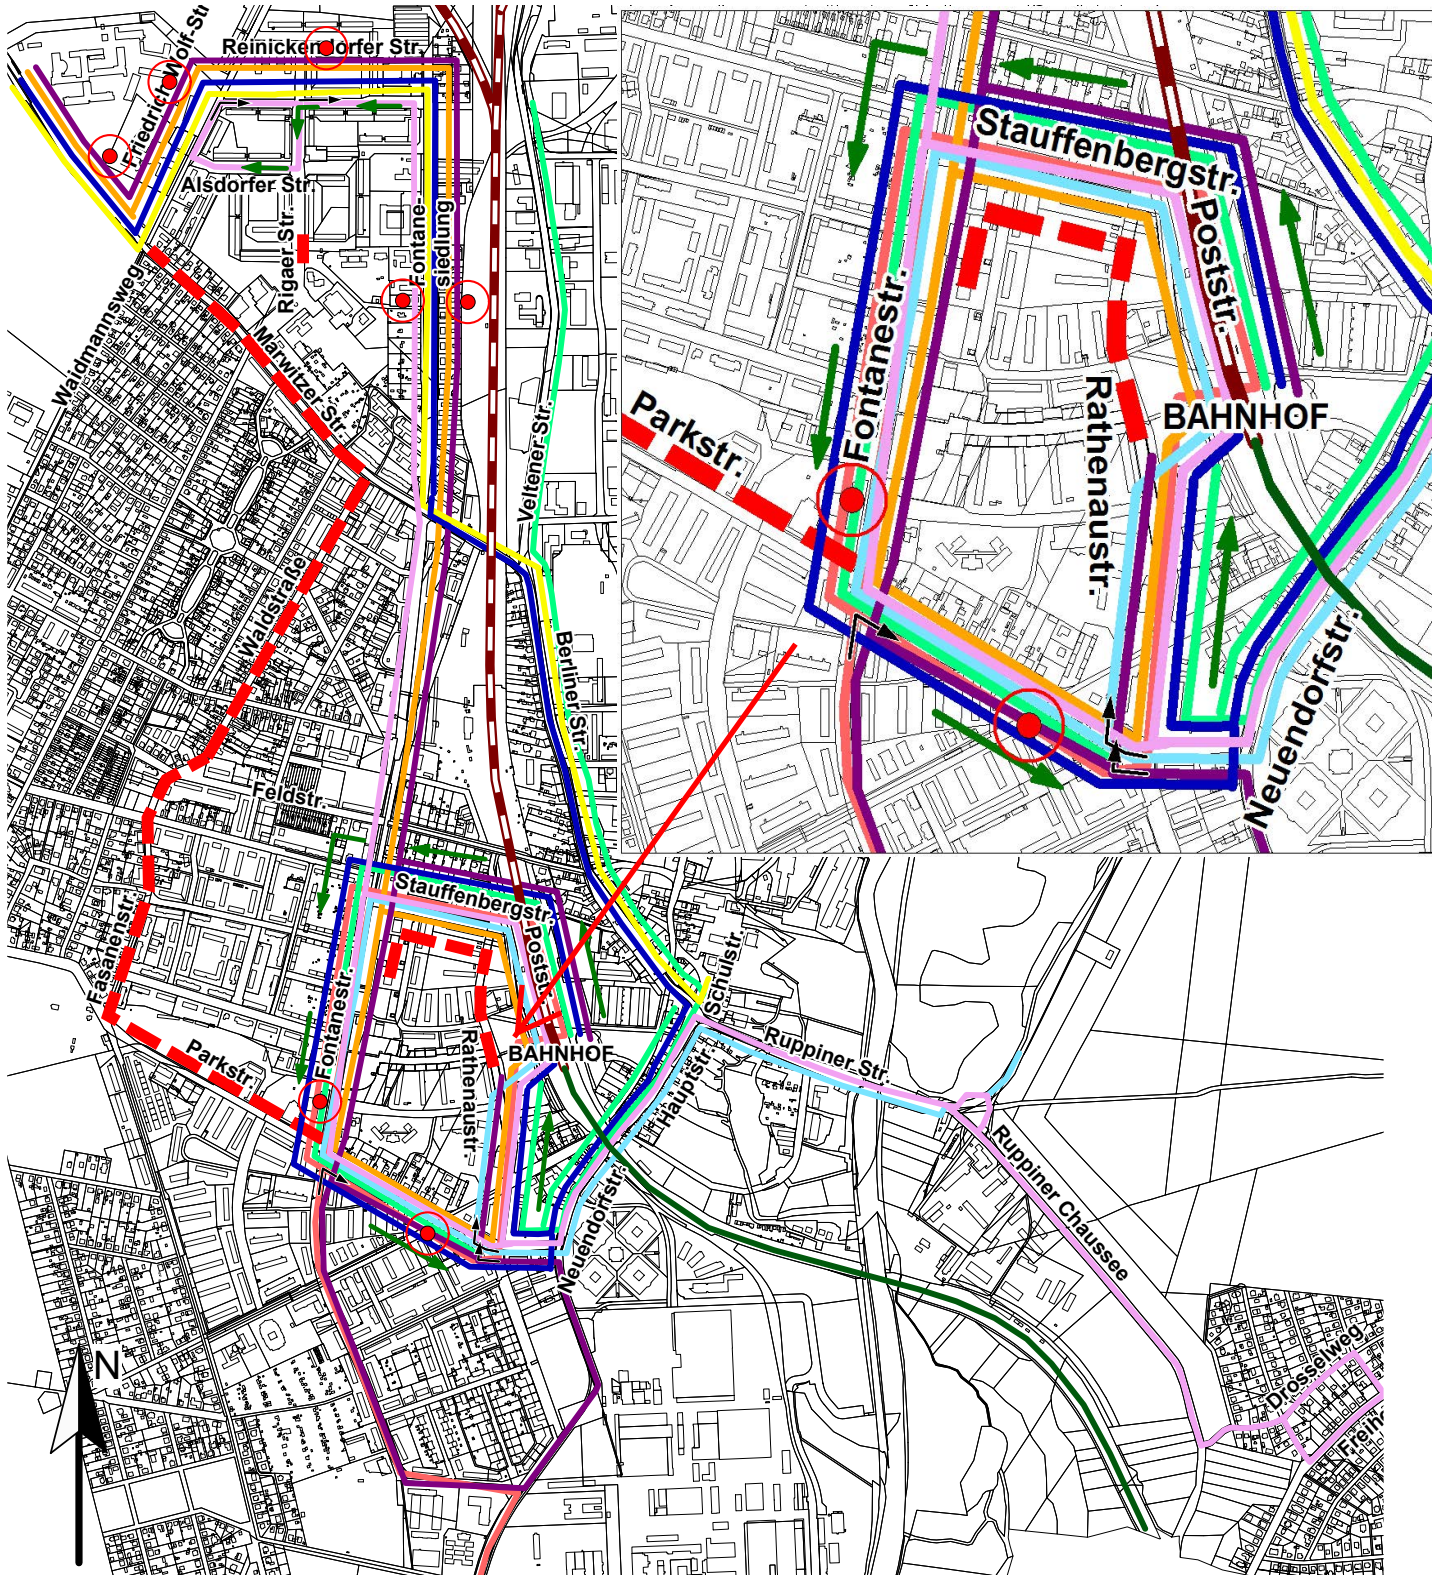 Reinickendorfer Str.
Friedrich-Wolf-Str
Alsdorfer Str.
Rigaer Str.
Fontane-
siedlung
Waldmannsweg
Marwitzer Str.
Veltener Str.
Waldstraße
Berliner Str.
Feldstr.
Fasanenstr.
Stauffenbergstr.
Poststr.
Fontanestr.
Parkstr.
Rathenaustr.
BAHNHOF
Schulstr.
Hauptstr.
Neuendorfstr.
Ruppiner Str.
Ruppiner Chaussee
Drosselweg
Freihe
N
Stauffenbergstr.
Poststr.
Fontanestr.
Parkstr.
Rathenaustr.
BAHNHOF
Neuendorfstr.